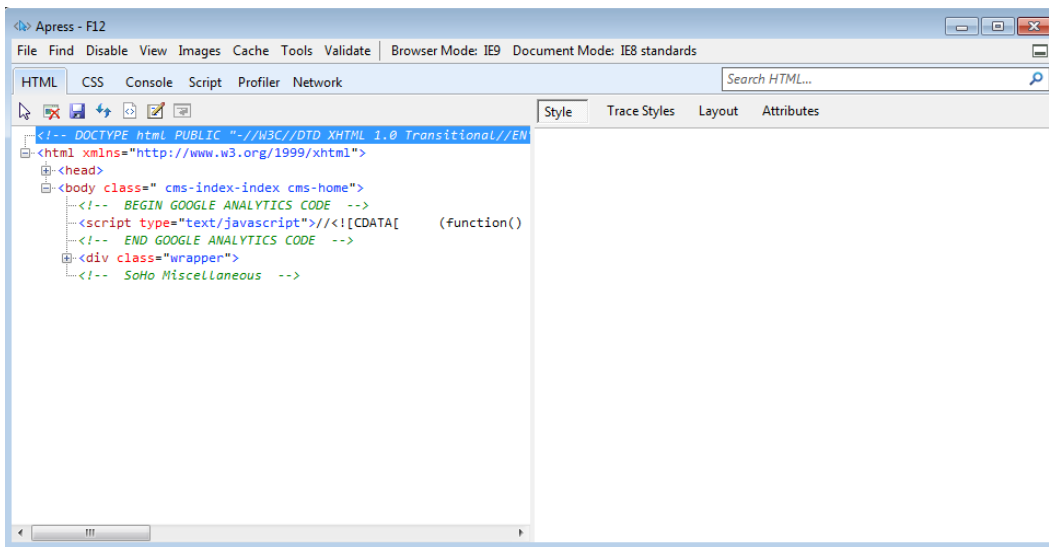 Apress - F12
File Find Disable View Images Cache Tools Validate Browser Mode: IE9 Document Mode: IE8 standards
HTML CSS Console Script Profiler Network Search HTML...
Style Trace Styles Layout Attributes
<!-- DOCTYPE html PUBLIC "-//W3C//DTD XHTML 1.0 Transitional//EN"
<html xmlns="http://www.w3.org/1999/xhtml">
<head>
<body class=" cms-index-index cms-home">
<!-- BEGIN GOOGLE ANALYTICS CODE -->
<script type="text/javascript">//<![CDATA[ (function()
<!-- END GOOGLE ANALYTICS CODE -->
<div class="wrapper">
<!-- SoHo Miscellaneous -->